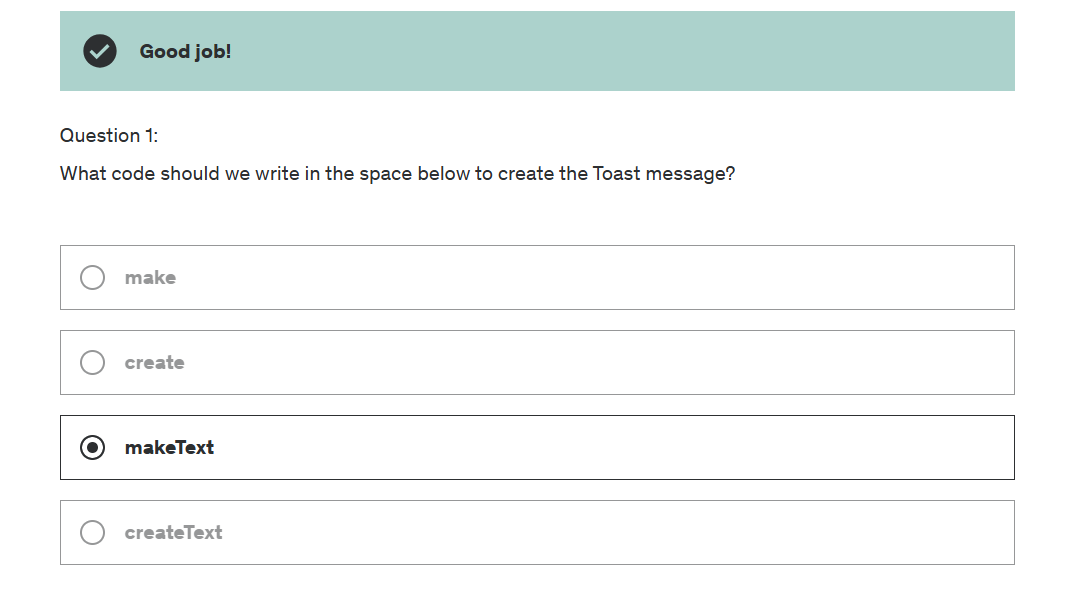 Good job!
Question 1:
What code should we write in the space below to create the Toast message?
make
create
makeText
createText